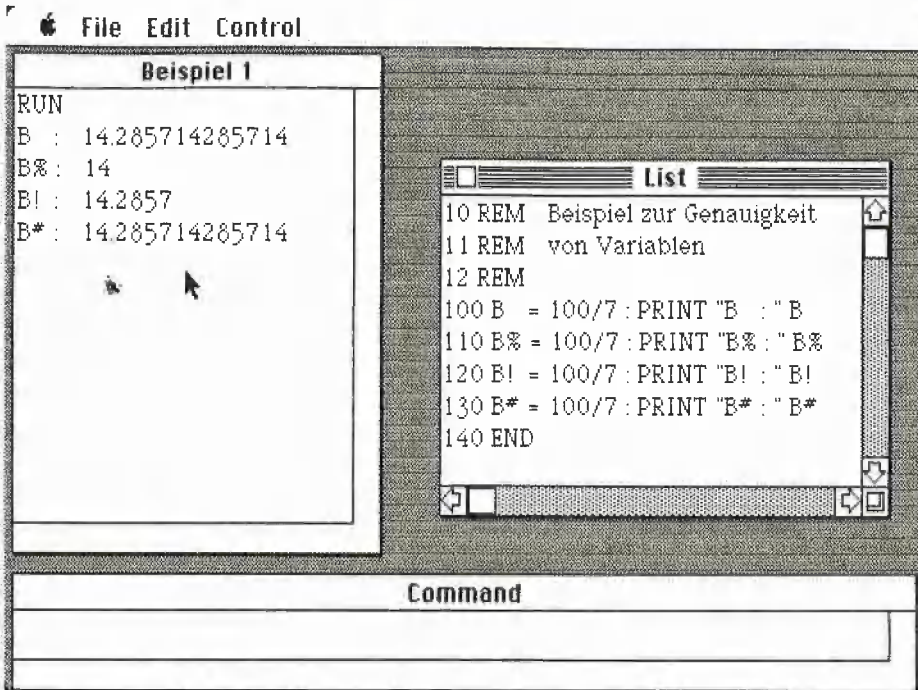 File Edit Control
Beispiel 1
RUN
B : 14.285714285714
B% : 14
B! : 14.2857
B# : 14.285714285714
List
10 REM Beispiel zur Genauigkeit
11 REM von Variablen
12 REM
100 B = 100/7 : PRINT "B : " B
110 B% = 100/7 : PRINT "B% : " B%
120 B! = 100/7 : PRINT "B! : " B!
130 B# = 100/7 : PRINT "B# : " B#
140 END
Command